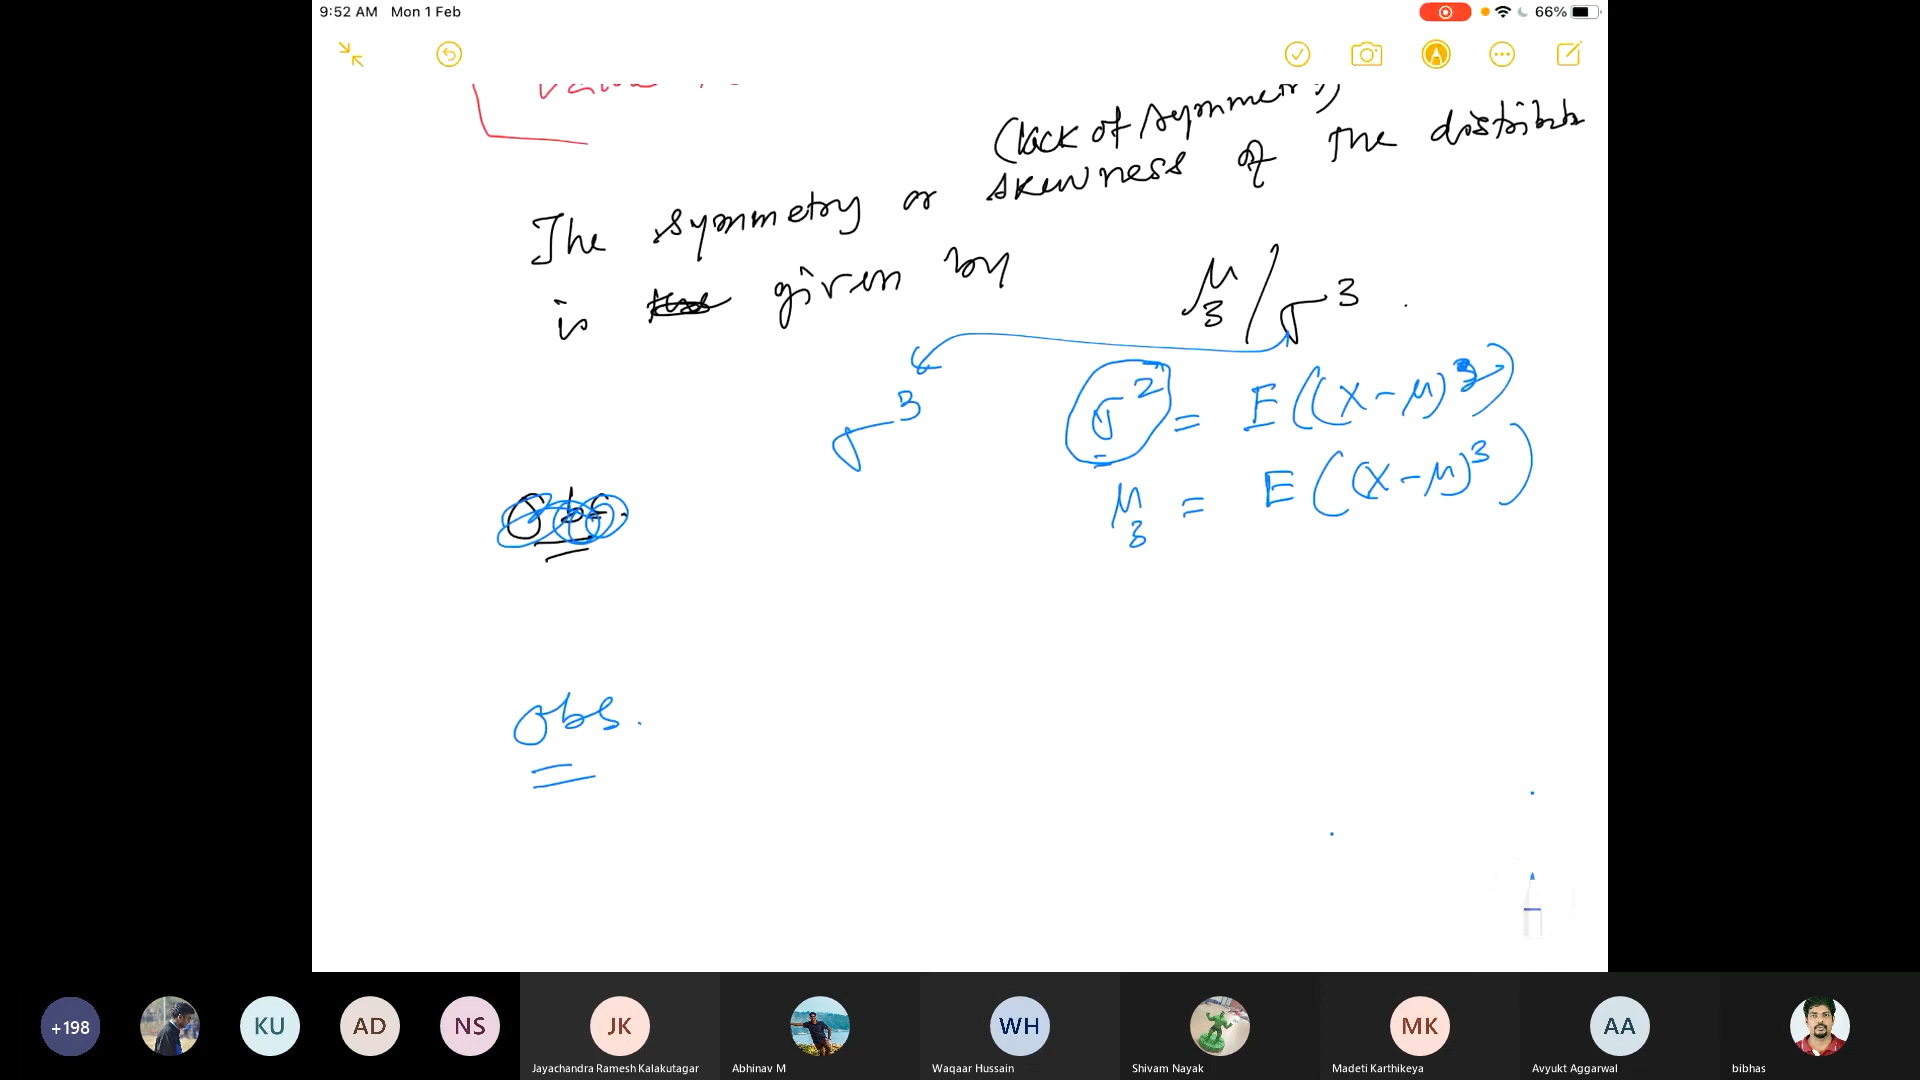 9:52 AM Mon 1 Feb
66%
(lack of symmetry)
The symmetry or skewness of the distributn
is given by μ3/σ^3.
σ^3
σ^2 = E((X-μ)^2)
μ3 = E((X-μ)^3)
Obs.
Obs.
+198
KU
AD
NS
JK
WH
MK
AA
Jayachandra Ramesh Kalakutagar
Abhinav M
Waqaar Hussain
Shivam Nayak
Madeti Karthikeya
Avyukt Aggarwal
bibhas